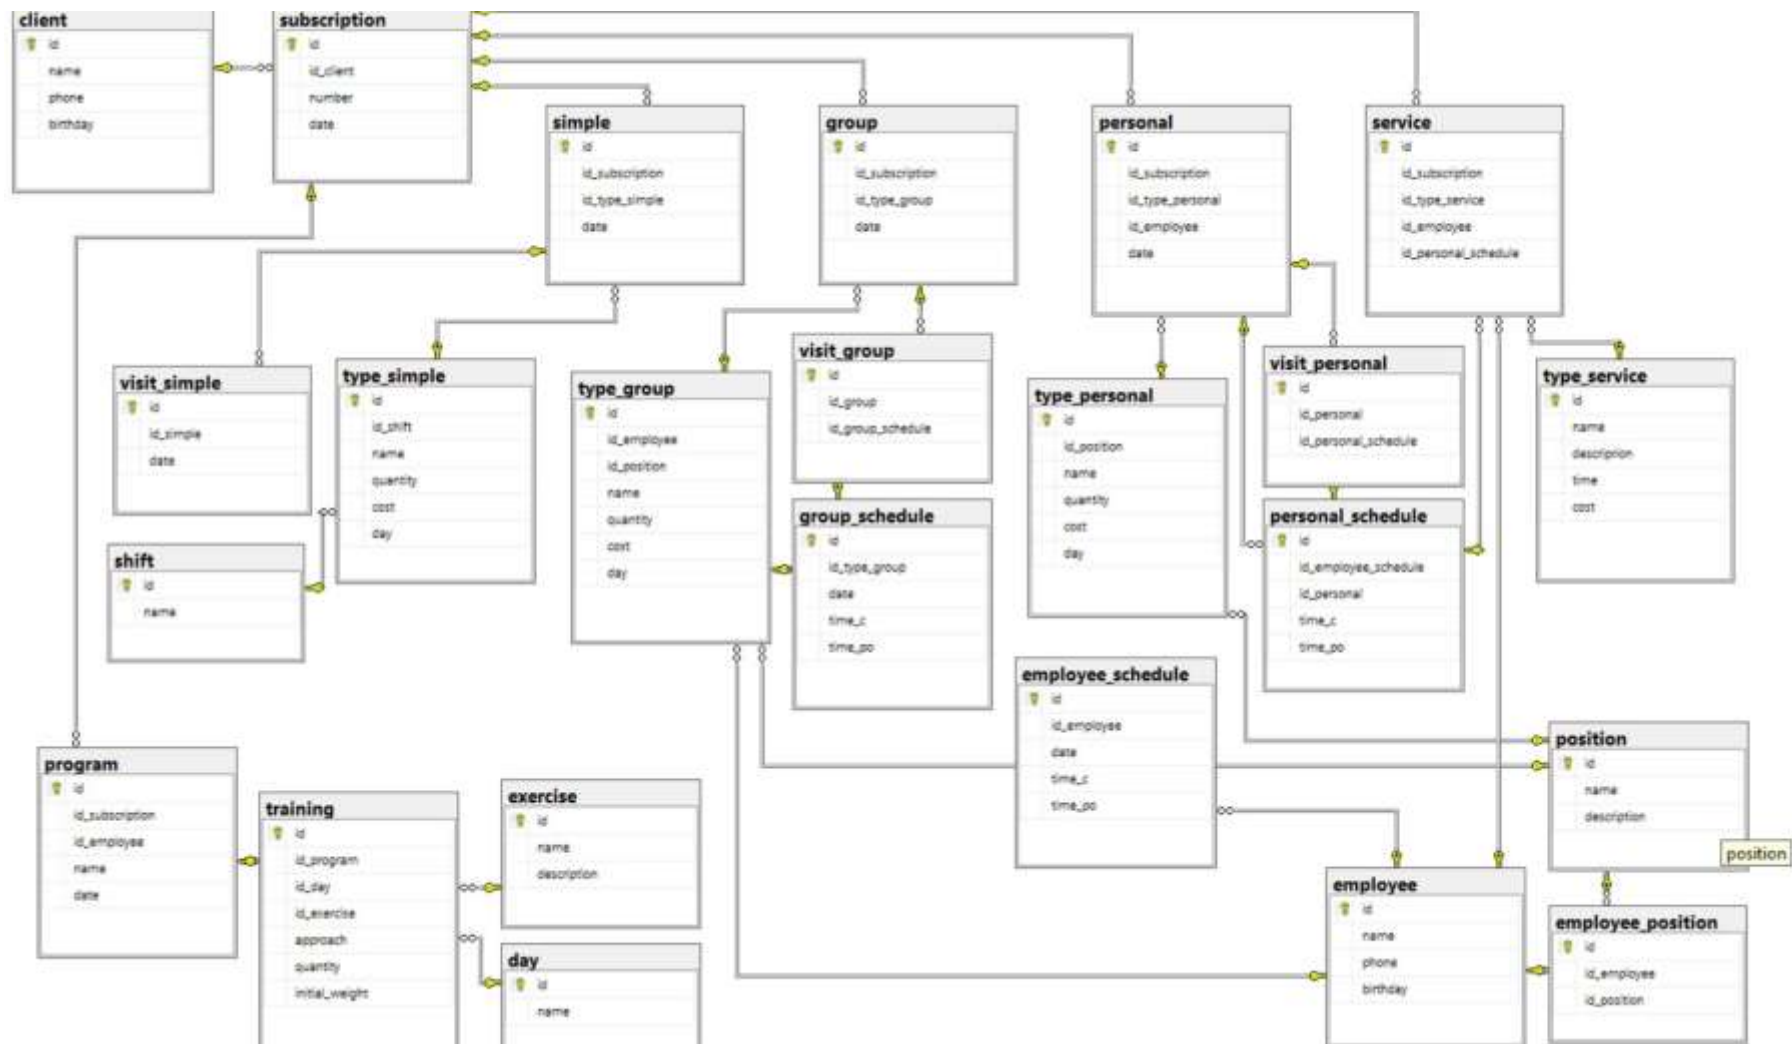 client
id
name
phone
birthday
subscription
id
id_client
number
date
simple
id
id_subscription
id_type_simple
date
group
id
id_subscription
id_type_group
date
personal
id
id_subscription
id_type_personal
id_employee
date
service
id
id_subscription
id_type_service
id_employee
id_personal_schedule
visit_simple
id
id_simple
date
type_simple
id
id_shift
name
quantity
cost
day
type_group
id
id_employee
id_position
name
quantity
cost
day
visit_group
id
id_group
id_group_schedule
type_personal
id
id_position
name
quantity
cost
day
visit_personal
id
id_personal
id_personal_schedule
type_service
id
name
descriprion
time
cost
shift
id
name
group_schedule
id
id_type_group
date
time_c
time_po
personal_schedule
id
id_employee_schedule
id_personal
time_c
time_po
employee_schedule
id
id_employee
date
time_c
time_po
position
id
name
description
position
program
id
id_subscription
id_employee
name
date
training
id
id_program
id_day
id_exercise
approach
quantity
initial_weight
exercise
id
name
description
day
id
name
employee
id
name
phone
birthday
employee_position
id
id_employee
id_position